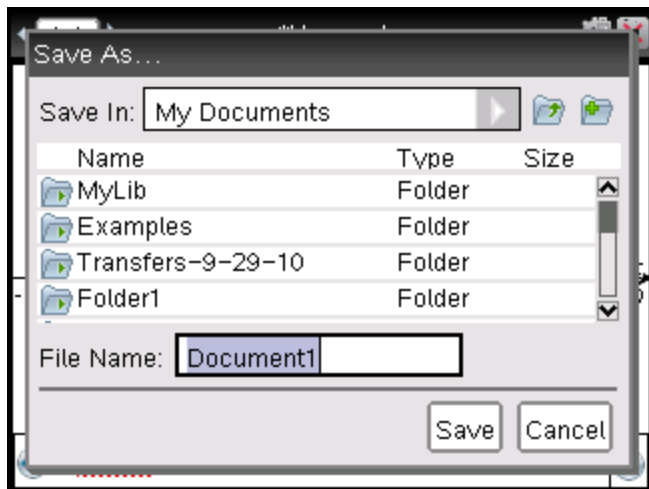 Save As...
Save In: My Documents
Name Type Size
MyLib Folder
Examples Folder
Transfers-9-29-10 Folder
Folder1 Folder
File Name: Document1
Save Cancel